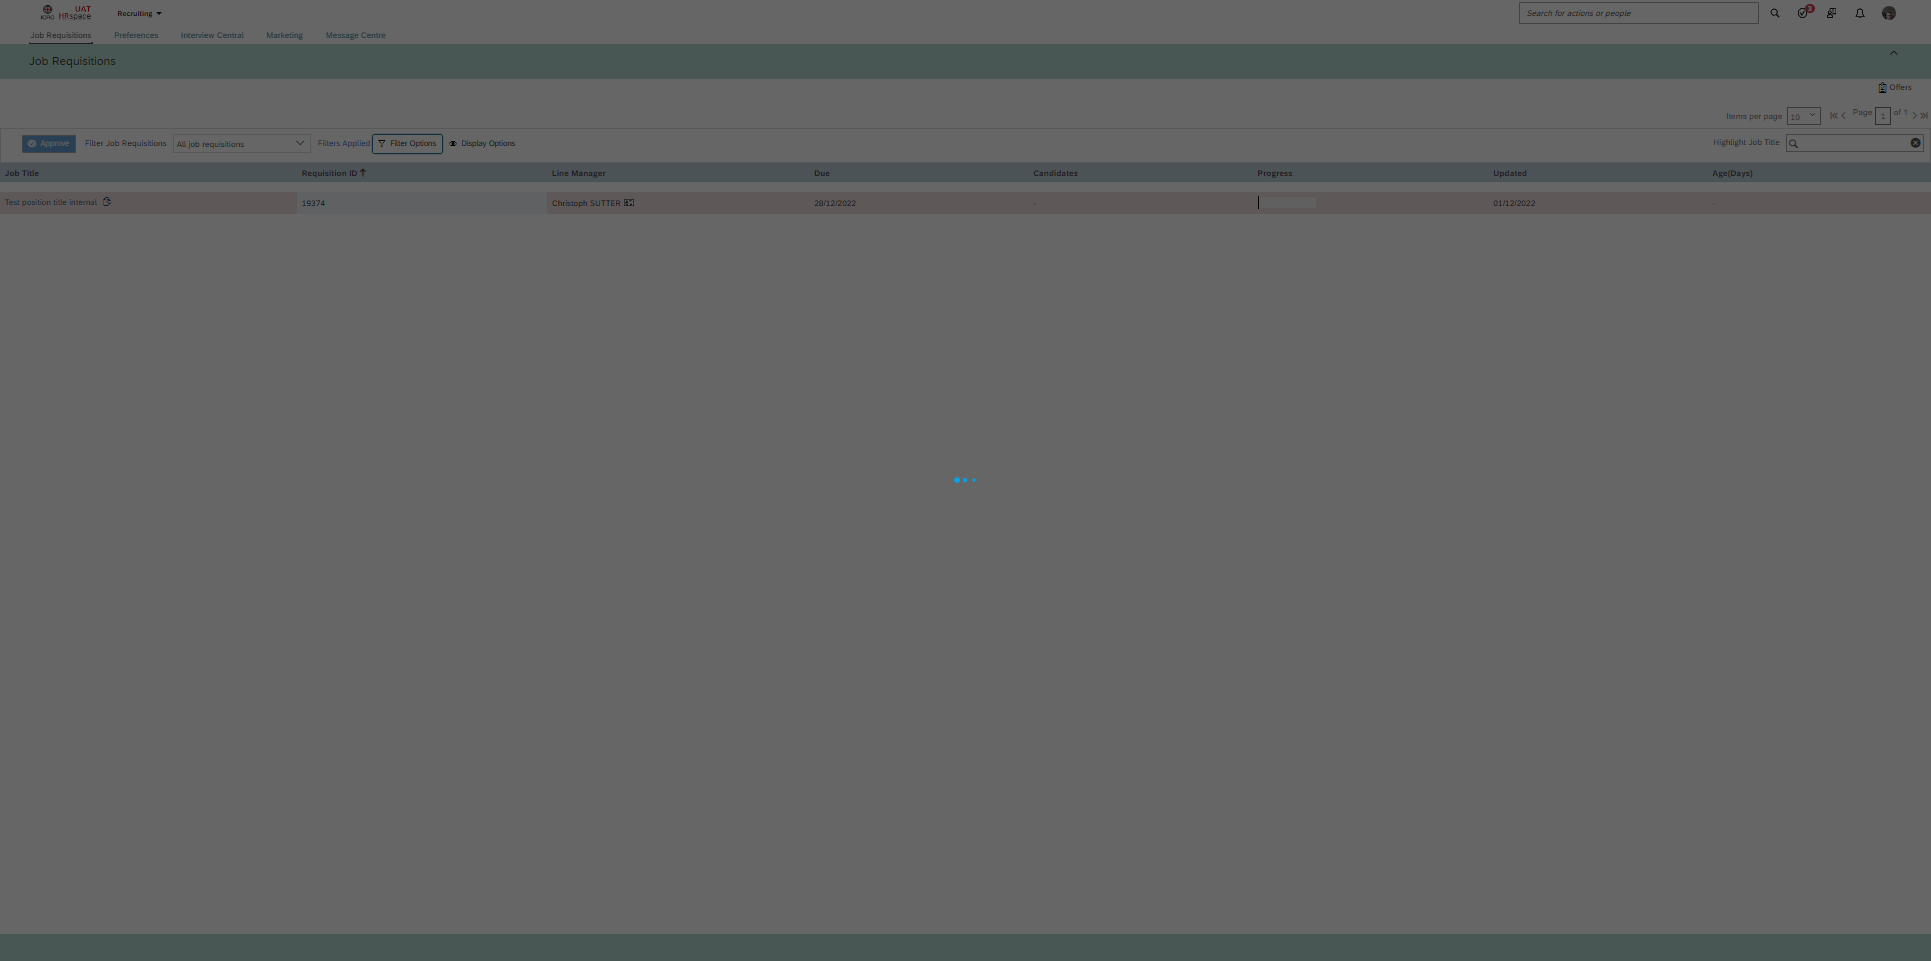 ICRC UAT
HRspace
Recruiting
Search for actions or people
3
Job Requisitions
Preferences
Interview Central
Marketing
Message Centre
Job Requisitions
Offers
Items per page 10
Page 1 of 1
Approve
Filter Job Requisitions
All job requisitions
Filters Applied
Filter Options
Display Options
Highlight Job Title
Job Title
Requisition ID
Line Manager
Due
Candidates
Progress
Updated
Age(Days)
Test position title internal
19374
Christoph SUTTER
28/12/2022
-
01/12/2022
-